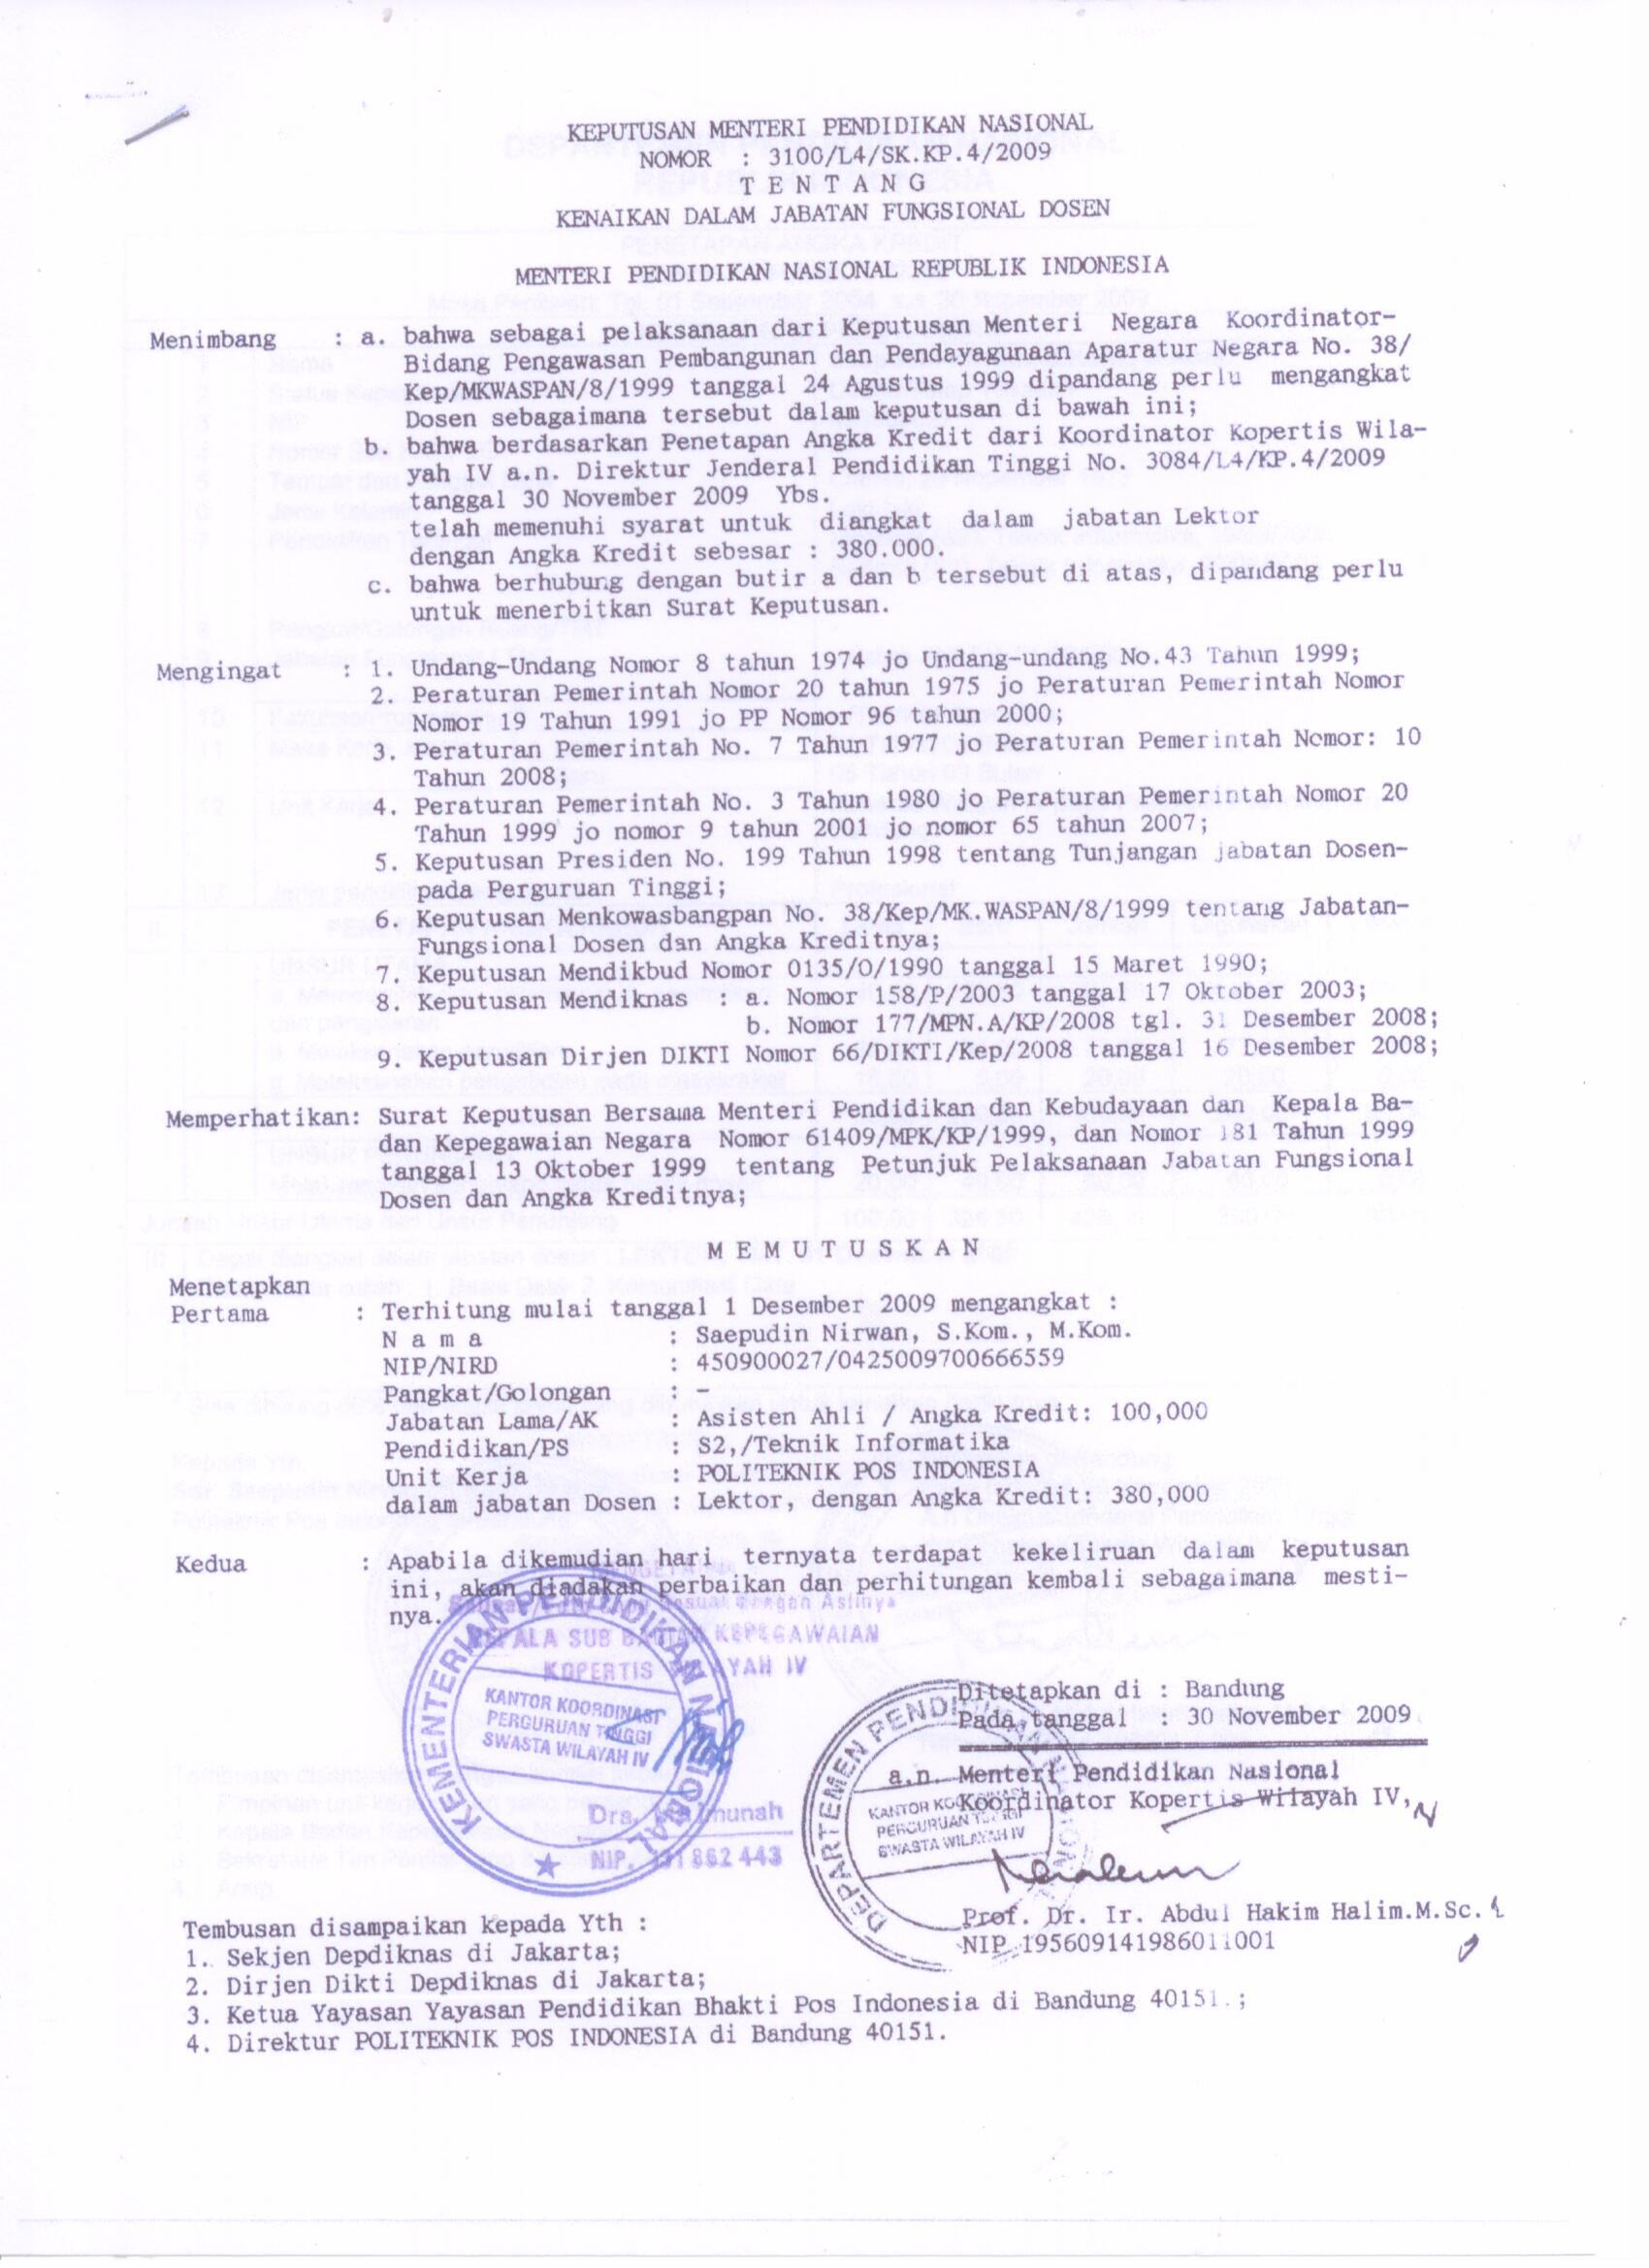 KEPUTUSAN MENTERI PENDIDIKAN NASIONAL
NOMOR : 3100/L4/SK.KP.4/2009
T E N T A N G
KENAIKAN DALAM JABATAN FUNGSIONAL DOSEN
MENTERI PENDIDIKAN NASIONAL REPUBLIK INDONESIA
Menimbang : a. bahwa sebagai pelaksanaan dari Keputusan Menteri Negara Koordinator-
Bidang Pengawasan Pembangunan dan Pendayagunaan Aparatur Negara No. 38/
Kep/MKWASPAN/8/1999 tanggal 24 Agustus 1999 dipandang perlu mengangkat
Dosen sebagaimana tersebut dalam keputusan di bawah ini;
b. bahwa berdasarkan Penetapan Angka Kredit dari Koordinator Kopertis Wila-
yah IV a.n. Direktur Jenderal Pendidikan Tinggi No. 3084/L4/KP.4/2009
tanggal 30 November 2009 Ybs.
telah memenuhi syarat untuk diangkat dalam jabatan Lektor
dengan Angka Kredit sebesar : 380.000.
c. bahwa berhubung dengan butir a dan b tersebut di atas, dipandang perlu
untuk menerbitkan Surat Keputusan.
Mengingat : 1. Undang-Undang Nomor 8 tahun 1974 jo Undang-undang No.43 Tahun 1999;
2. Peraturan Pemerintah Nomor 20 tahun 1975 jo Peraturan Pemerintah Nomor
Nomor 19 Tahun 1991 jo PP Nomor 96 tahun 2000;
3. Peraturan Pemerintah No. 7 Tahun 1977 jo Peraturan Pemerintah Nomor: 10
Tahun 2008;
4. Peraturan Pemerintah No. 3 Tahun 1980 jo Peraturan Pemerintah Nomor 20
Tahun 1999 jo nomor 9 tahun 2001 jo nomor 65 tahun 2007;
5. Keputusan Presiden No. 199 Tahun 1998 tentang Tunjangan jabatan Dosen-
pada Perguruan Tinggi;
6. Keputusan Menkowasbangpan No. 38/Kep/MK.WASPAN/8/1999 tentang Jabatan-
Fungsional Dosen dan Angka Kreditnya;
7. Keputusan Mendikbud Nomor 0135/O/1990 tanggal 15 Maret 1990;
8. Keputusan Mendiknas : a. Nomor 158/P/2003 tanggal 17 Oktober 2003;
b. Nomor 177/MPN.A/KP/2008 tgl. 31 Desember 2008;
9. Keputusan Dirjen DIKTI Nomor 66/DIKTI/Kep/2008 tanggal 16 Desember 2008;
Memperhatikan: Surat Keputusan Bersama Menteri Pendidikan dan Kebudayaan dan Kepala Ba-
dan Kepegawaian Negara Nomor 61409/MPK/KP/1999, dan Nomor 181 Tahun 1999
tanggal 13 Oktober 1999 tentang Petunjuk Pelaksanaan Jabatan Fungsional
Dosen dan Angka Kreditnya;
M E M U T U S K A N
Menetapkan
Pertama : Terhitung mulai tanggal 1 Desember 2009 mengangkat :
N a m a : Saepudin Nirwan, S.Kom., M.Kom.
NIP/NIRD : 450900027/0425009700666559
Pangkat/Golongan : -
Jabatan Lama/AK : Asisten Ahli / Angka Kredit: 100,000
Pendidikan/PS : S2,/Teknik Informatika
Unit Kerja : POLITEKNIK POS INDONESIA
dalam jabatan Dosen : Lektor, dengan Angka Kredit: 380,000
Kedua : Apabila dikemudian hari ternyata terdapat kekeliruan dalam keputusan
ini, akan diadakan perbaikan dan perhitungan kembali sebagaimana mesti-
nya.
Sesuai dengan Aslinya
KEPALA SUB BAGIAN KEPEGAWAIAN
KOPERTIS WILAYAH IV
KEMENTERIAN PENDIDIKAN NASIONAL
KANTOR KOORDINASI
PERGURUAN TINGGI
SWASTA WILAYAH IV
Dra.
NIP. 131862443
Ditetapkan di : Bandung
Pada tanggal : 30 November 2009
a.n. Menteri Pendidikan Nasional
Koordinator Kopertis Wilayah IV,
DEPARTEMEN PENDIDIKAN NASIONAL
KANTOR KOORDINASI
PERGURUAN TINGGI
SWASTA WILAYAH IV
Prof. Dr. Ir. Abdul Hakim Halim.M.Sc.
NIP 195609141986011001
Tembusan disampaikan kepada Yth :
1. Sekjen Depdiknas di Jakarta;
2. Dirjen Dikti Depdiknas di Jakarta;
3. Ketua Yayasan Yayasan Pendidikan Bhakti Pos Indonesia di Bandung 40151.;
4. Direktur POLITEKNIK POS INDONESIA di Bandung 40151.